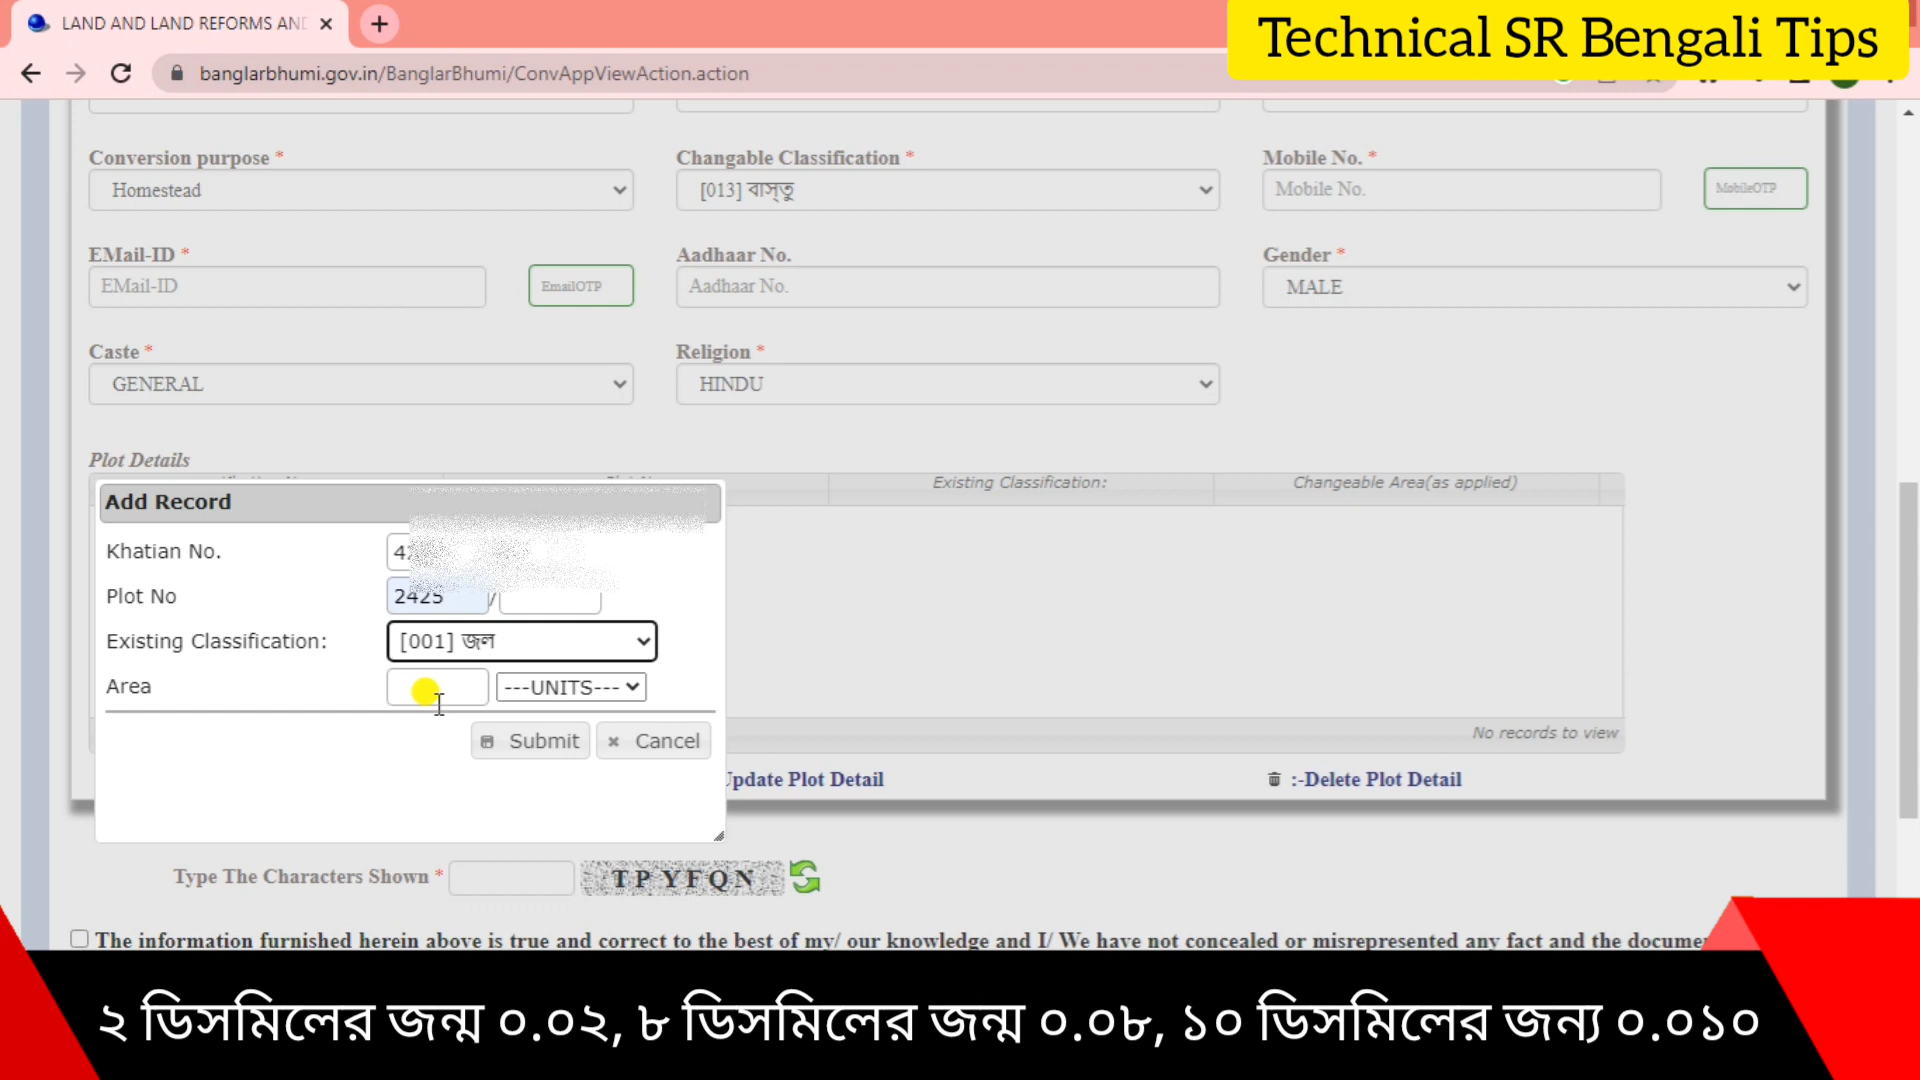 LAND AND LAND REFORMS AND
Technical SR Bengali Tips
banglarbhumi.gov.in/BanglarBhumi/ConvAppViewAction.action
Conversion purpose * Changable Classification * Mobile No. *
Homestead [013] বাস্তু Mobile No. MobileOTP
EMail-ID * Aadhaar No. Gender *
EMail-ID EmailOTP Aadhaar No. MALE
Caste * Religion *
GENERAL HINDU
Plot Details
Existing Classification: Changeable Area(as applied)
Add Record
Khatian No.
Plot No 2425 /
Existing Classification: [001] জল
Area ---UNITS---
Submit Cancel
No records to view
Update Plot Detail :-Delete Plot Detail
Type The Characters Shown * TPYFQN
The information furnished herein above is true and correct to the best of my/ our knowledge and I/ We have not concealed or misrepresented any fact and the docume
২ ডিসমিলের জন্ম ০.০২, ৮ ডিসমিলের জন্ম ০.০৮, ১০ ডিসমিলের জন্য ০.০১০